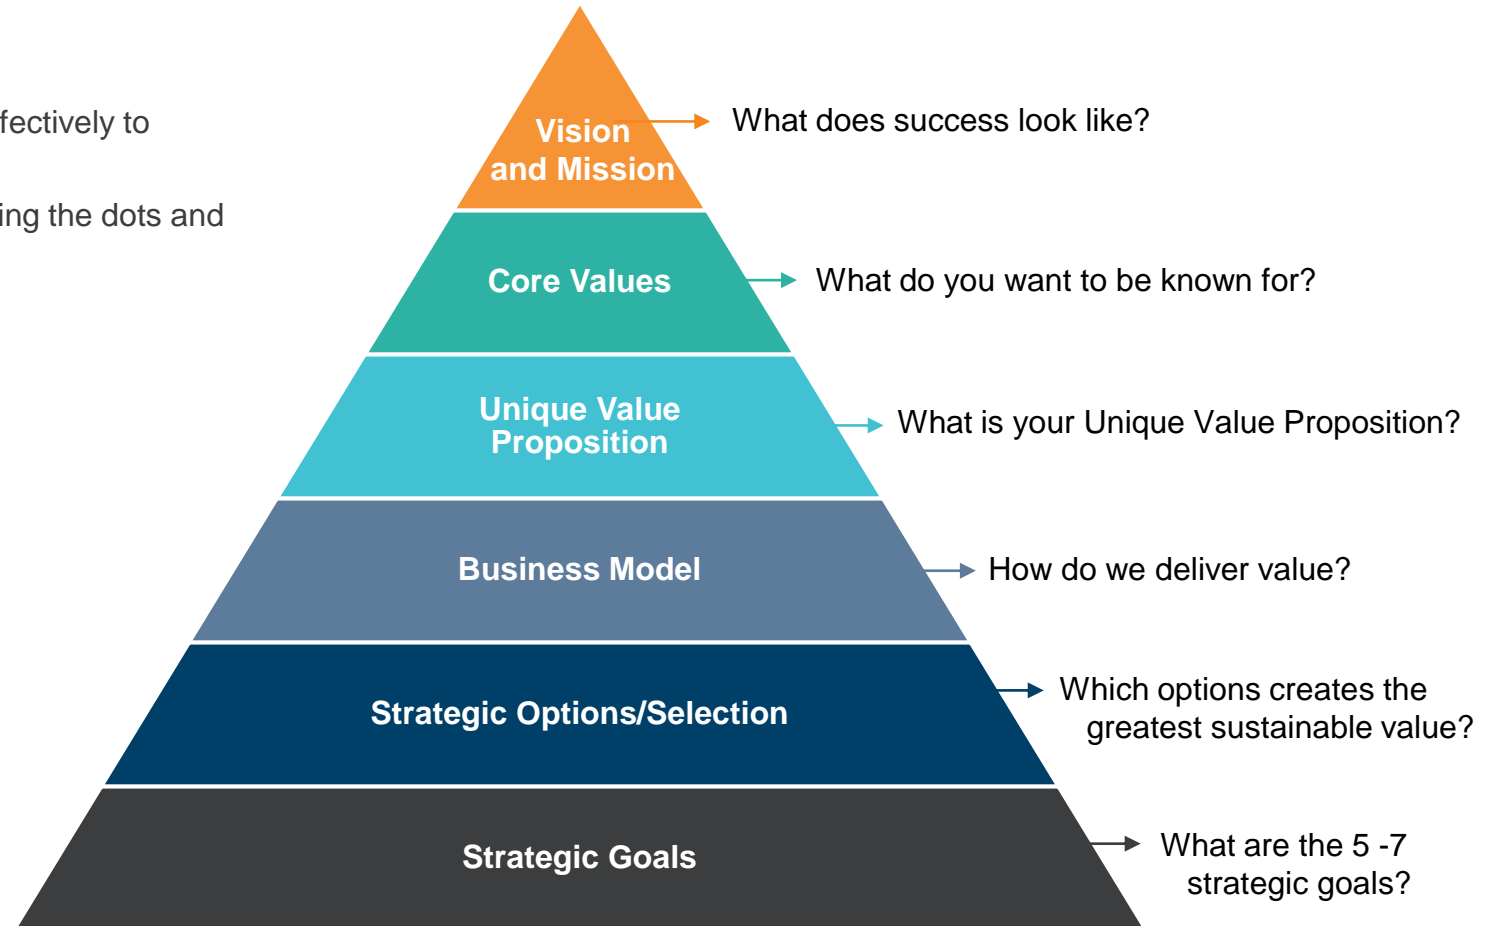 to
ing the dots and
Vision
and Mission
What does success look like?
Core Values
What do you want to be known for?
Unique Value
Proposition
What is your Unique Value Proposition?
Business Model
How do we deliver value?
Strategic Options/Selection
Which options creates the
greatest sustainable value?
Strategic Goals
What are the 5 -7
strategic goals?